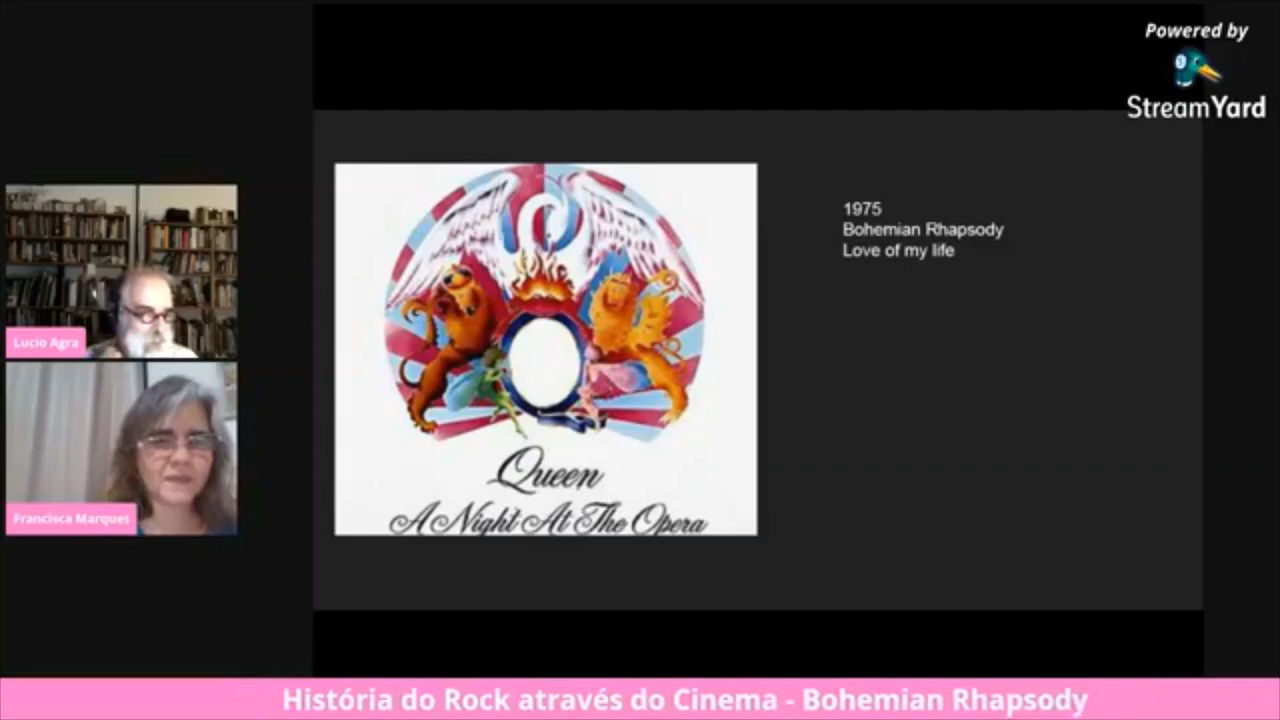 Powered by
StreamYard
Lucio Agra
Francisca Marques
1975
Bohemian Rhapsody
Love of my life
Queen
A Night At The Opera
História do Rock através do Cinema - Bohemian Rhapsody